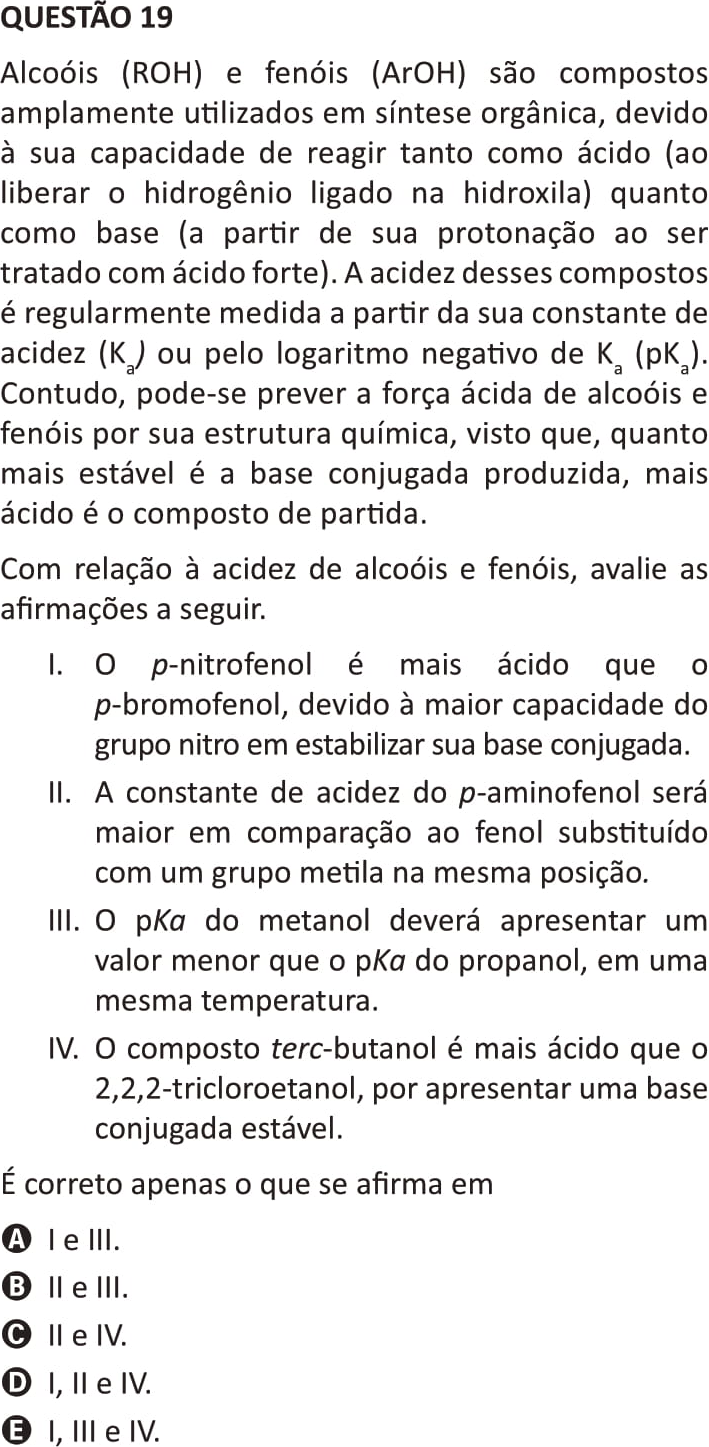 QUESTÃO 19
Alcoóis (ROH) e fenóis (ArOH) são compostos
amplamente utilizados em síntese orgânica, devido
à sua capacidade de reagir tanto como ácido (ao
liberar o hidrogênio ligado na hidroxila) quanto
como base (a partir de sua protonação ao ser
tratado com ácido forte). A acidez desses compostos
é regularmente medida a partir da sua constante de
acidez (Ka) ou pelo logaritmo negativo de Ka (pKa).
Contudo, pode-se prever a força ácida de alcoóis e
fenóis por sua estrutura química, visto que, quanto
mais estável é a base conjugada produzida, mais
ácido é o composto de partida.
Com relação à acidez de alcoóis e fenóis, avalie as
afirmações a seguir.
I. O p-nitrofenol é mais ácido que o
p-bromofenol, devido à maior capacidade do
grupo nitro em estabilizar sua base conjugada.
II. A constante de acidez do p-aminofenol será
maior em comparação ao fenol substituído
com um grupo metila na mesma posição.
III. O pKa do metanol deverá apresentar um
valor menor que o pKa do propanol, em uma
mesma temperatura.
IV. O composto terc-butanol é mais ácido que o
2,2,2-tricloroetanol, por apresentar uma base
conjugada estável.
É correto apenas o que se afirma em
A I e III.
B II e III.
C II e IV.
D I, II e IV.
E I, III e IV.